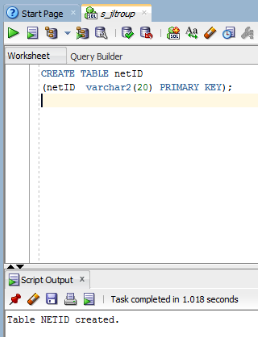 Start Page
s_jitroup
Worksheet
Query Builder
CREATE TABLE netID
(netID varchar2(20) PRIMARY KEY);
Script Output
Task completed in 1.018 seconds
Table NETID created.